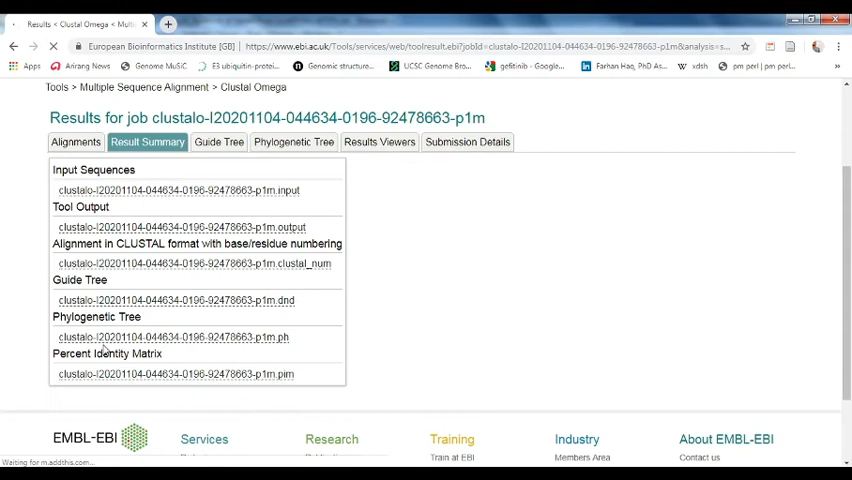 Results < Clustal Omega < Multi
European Bioinformatics Institute [GB] | https://www.ebi.ac.uk/Tools/services/web/toolresult.ebi?jobId=clustalo-I20201104-044634-0196-92478663-p1m&analysis=s...
Apps Arirang News Genome MuSiC E3 ubiquitin-protei... Genomic structure... UCSC Genome Brow... gefitinib - Google... Farhan Haq, PhD As... xdsh pm perl | pm perl...
Tools > Multiple Sequence Alignment > Clustal Omega
Results for job clustalo-I20201104-044634-0196-92478663-p1m
Alignments Result Summary Guide Tree Phylogenetic Tree Results Viewers Submission Details
Input Sequences
clustalo-I20201104-044634-0196-92478663-p1m.input
Tool Output
clustalo-I20201104-044634-0196-92478663-p1m.output
Alignment in CLUSTAL format with base/residue numbering
clustalo-I20201104-044634-0196-92478663-p1m.clustal_num
Guide Tree
clustalo-I20201104-044634-0196-92478663-p1m.dnd
Phylogenetic Tree
clustalo-I20201104-044634-0196-92478663-p1m.ph
Percent Identity Matrix
clustalo-I20201104-044634-0196-92478663-p1m.pim
EMBL-EBI Services Research Training Industry About EMBL-EBI
Train at EBI Members Area Contact us
Waiting for m.addthis.com...